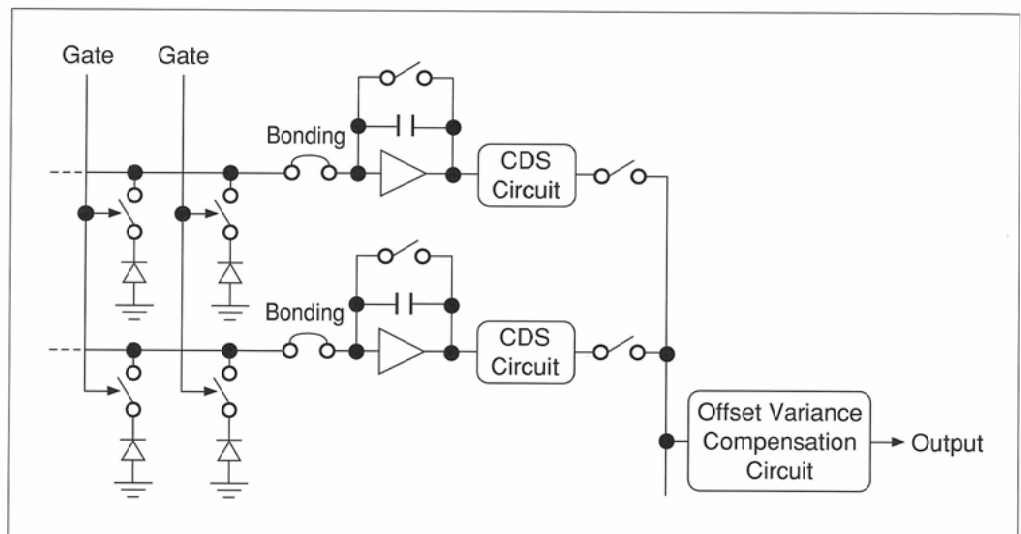 Gate Gate
Bonding
CDS
Circuit
Bonding
CDS
Circuit
Offset Variance
Compensation
Circuit
Output